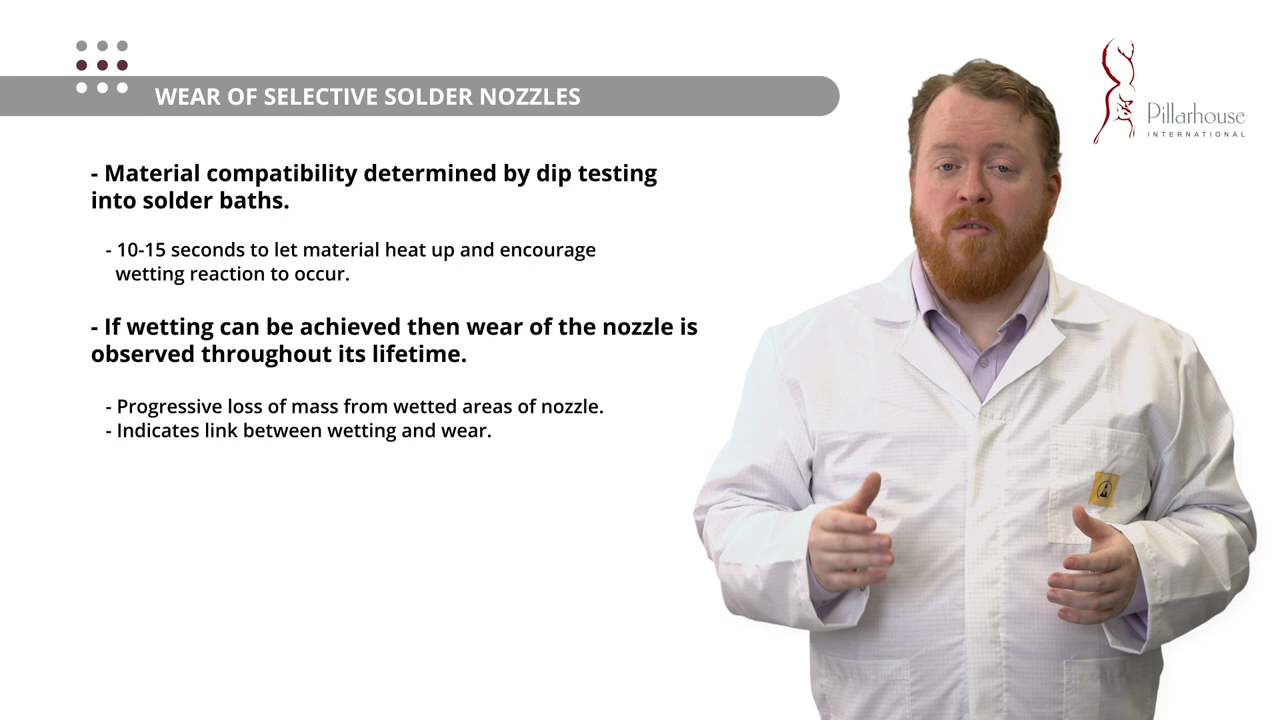 WEAR OF SELECTIVE SOLDER NOZZLES
Pillarhouse
INTERNATIONAL
- Material compatibility determined by dip testing
into solder baths.
- 10-15 seconds to let material heat up and encourage
wetting reaction to occur.
- If wetting can be achieved then wear of the nozzle is
observed throughout its lifetime.
- Progressive loss of mass from wetted areas of nozzle.
- Indicates link between wetting and wear.